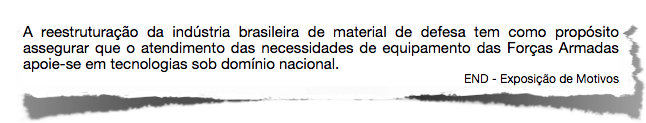 A reestruturação da indústria brasileira de material de defesa tem como propósito
assegurar que o atendimento das necessidades de equipamento das Forças Armadas
apoie-se em tecnologias sob domínio nacional.
END - Exposição de Motivos